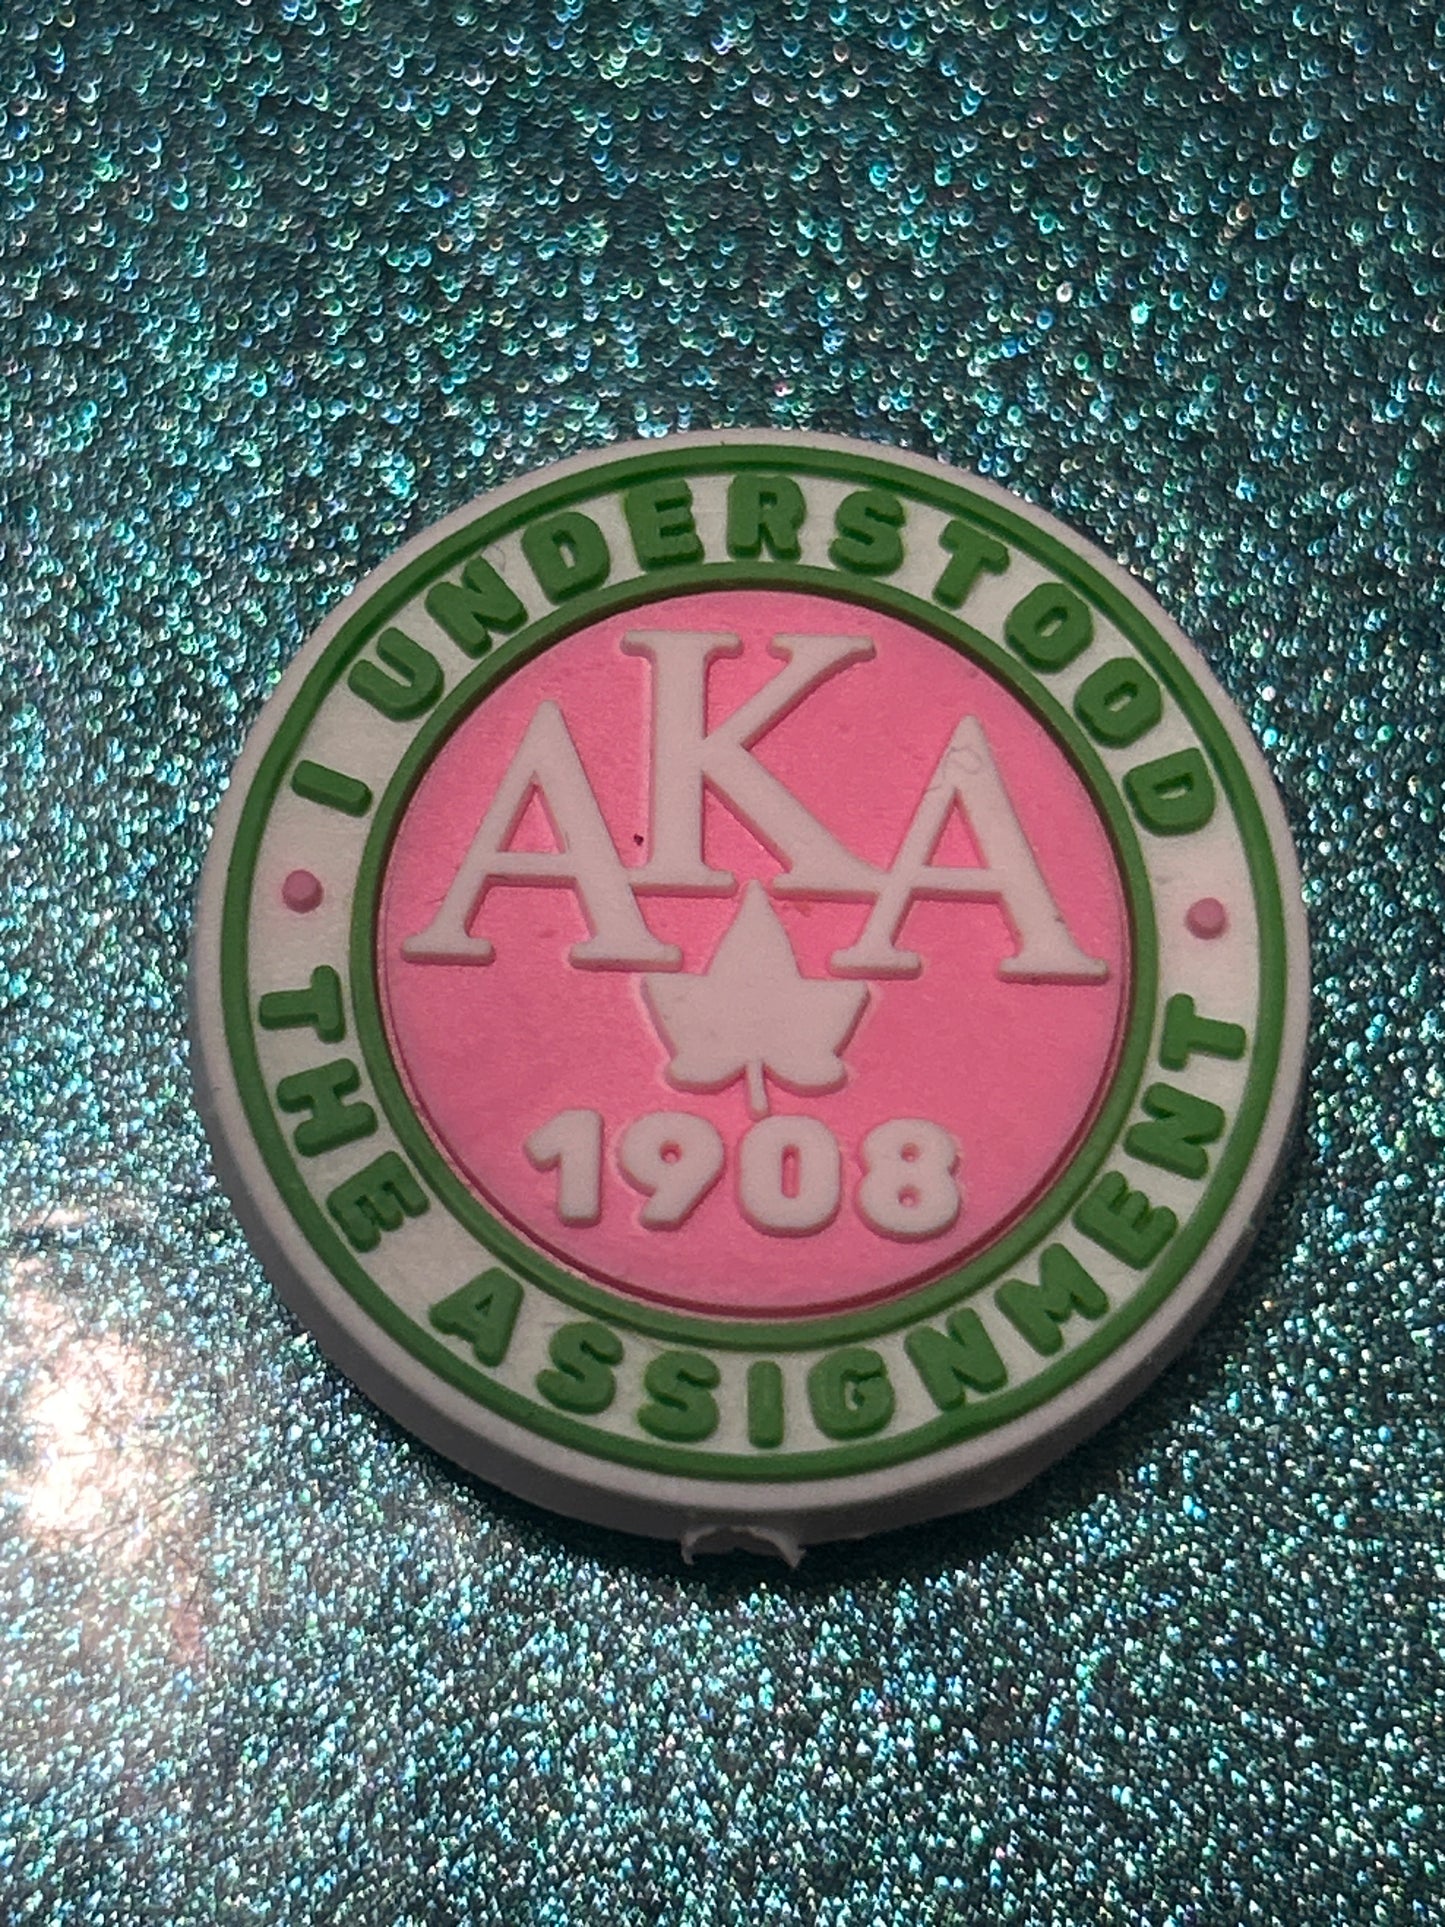 I UNDERSTOOD
AKA
1908
• THE ASSIGNMENT •